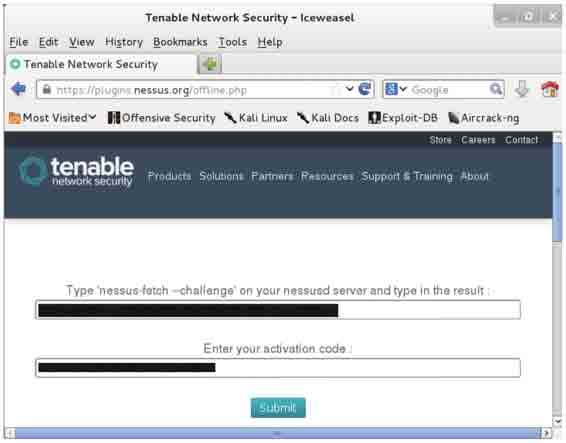 Tenable Network Security - Iceweasel
File Edit View History Bookmarks Tools Help
Tenable Network Security
https://plugins.nessus.org/offline.php Google
Most Visited Offensive Security Kali Linux Kali Docs Exploit-DB Aircrack-ng
Store Careers Contact
tenable
network security
Products Solutions Partners Resources Support & Training About
Type 'nessus-fetch --challenge' on your nessusd server and type in the result :
Enter your activation code :
Submit